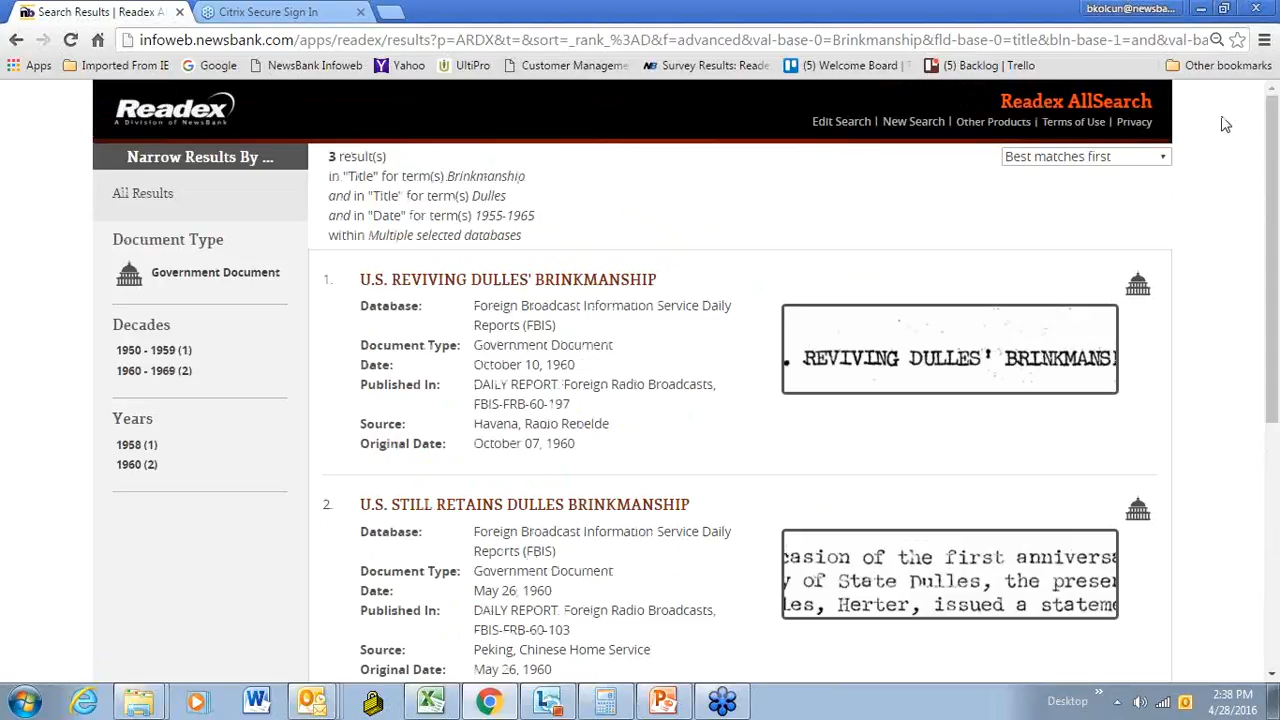 Search Results | Readex A
Citrix Secure Sign In
bkolcun@newsba...
infoweb.newsbank.com/apps/readex/results?p=ARDX&t=&sort=_rank_%3AD&f=advanced&val-base-0=Brinkmanship&fld-base-0=title&bln-base-1=and&val-ba
Apps
Imported From IE
Google
NewsBank Infoweb
Yahoo
UltiPro
Customer Manageme
Survey Results: Reade
(5) Welcome Board |
(5) Backlog | Trello
Other bookmarks
Readex
A Division of NewsBank
Readex AllSearch
Edit Search | New Search | Other Products | Terms of Use | Privacy
Narrow Results By ...
All Results
Document Type
Government Document
Decades
1950 - 1959 (1)
1960 - 1969 (2)
Years
1958 (1)
1960 (2)
3 result(s)
in "Title" for term(s) Brinkmanship
and in "Title" for term(s) Dulles
and in "Date" for term(s) 1955-1965
within Multiple selected databases
Best matches first
1. U.S. REVIVING DULLES' BRINKMANSHIP
Database: Foreign Broadcast Information Service Daily
Reports (FBIS)
Document Type: Government Document
Date: October 10, 1960
Published In: DAILY REPORT. Foreign Radio Broadcasts,
FBIS-FRB-60-197
Source: Havana, Radio Rebelde
Original Date: October 07, 1960
. REVIVING DULLES' BRINKMANS
2. U.S. STILL RETAINS DULLES BRINKMANSHIP
Database: Foreign Broadcast Information Service Daily
Reports (FBIS)
Document Type: Government Document
Date: May 26, 1960
Published In: DAILY REPORT. Foreign Radio Broadcasts,
FBIS-FRB-60-103
Source: Peking, Chinese Home Service
Original Date: May 26, 1960
casion of the first annivers
y of State Dulles, the prese
les, Herter, issued a statem
Desktop
2:38 PM
4/28/2016